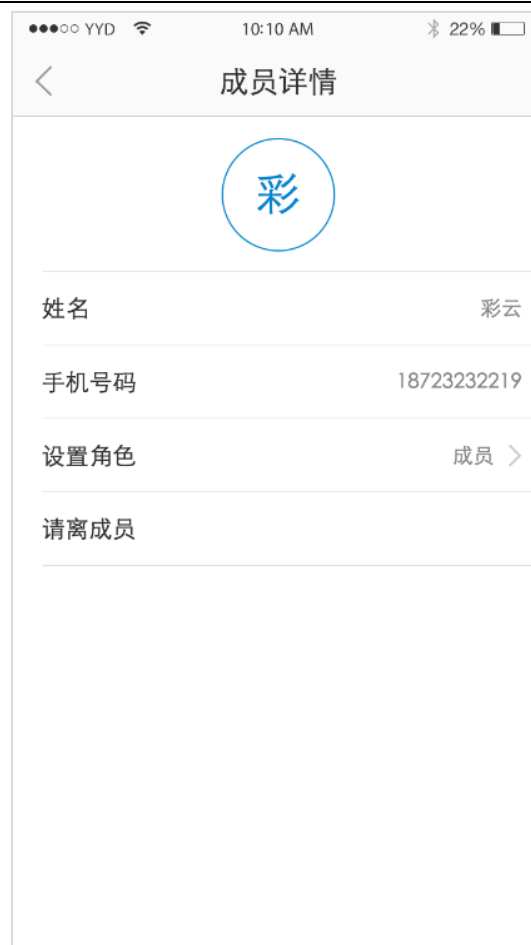 YYD 10:10 AM 22%
成员详情
彩
姓名 彩云
手机号码 18723232219
设置角色 成员
请离成员